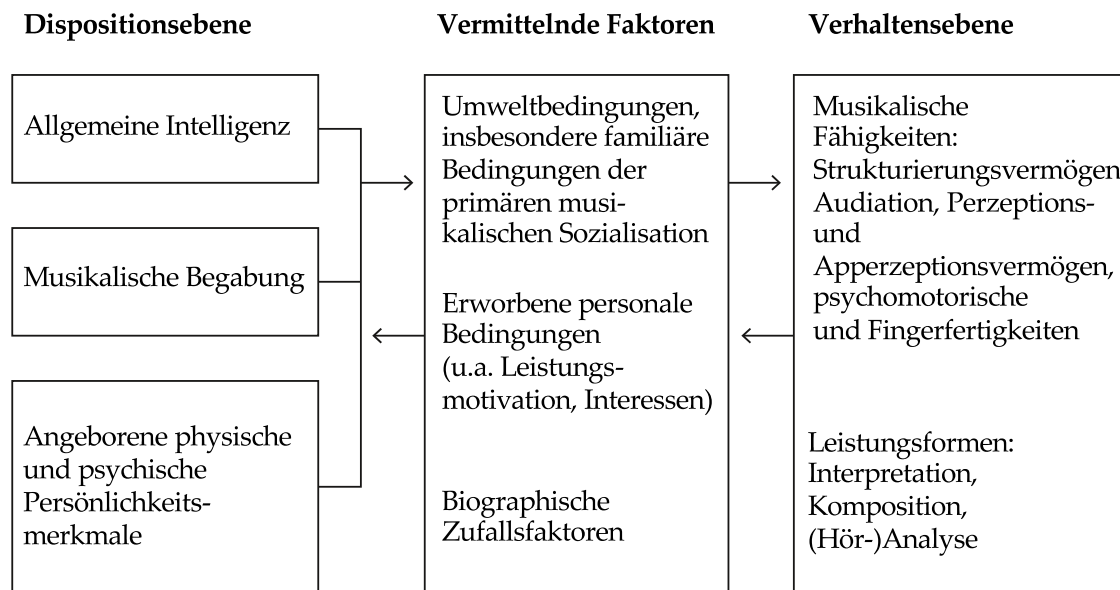 Dispositionsebene
Allgemeine Intelligenz
Musikalische Begabung
Angeborene physische
und psychische
Persönlichkeits-
merkmale
Vermittelnde Faktoren
Umweltbedingungen,
insbesondere familiäre
Bedingungen der
primären musi-
kalischen Sozialisation
Erworbene personale
Bedingungen
(u.a. Leistungs-
motivation, Interessen)
Biographische
Zufallsfaktoren
Verhaltensebene
Musikalische
Fähigkeiten:
Strukturierungsvermögen
Audiation, Perzeptions-
und
Apperzeptionsvermögen,
psychomotorische
und Fingerfertigkeiten
Leistungsformen:
Interpretation,
Komposition,
(Hör-)Analyse